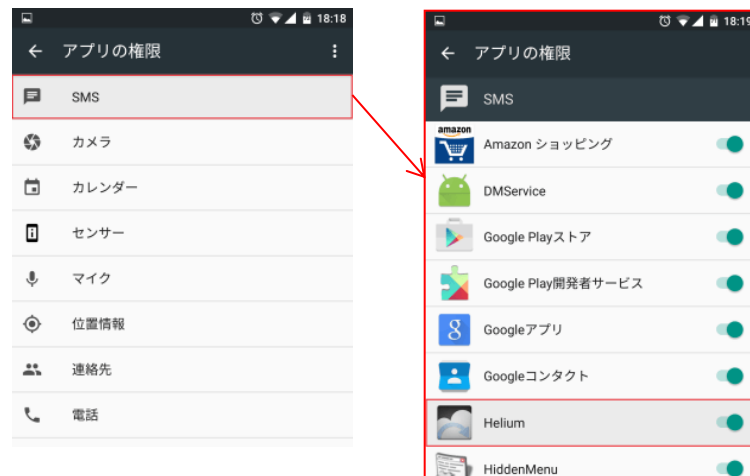 18:18
アプリの権限
SMS
カメラ
カレンダー
センサー
マイク
位置情報
連絡先
電話
18:19
アプリの権限
SMS
amazon
Amazon ショッピング
DMService
Google Playストア
Google Play開発者サービス
8
Googleアプリ
Googleコンタクト
Helium
HiddenMenu